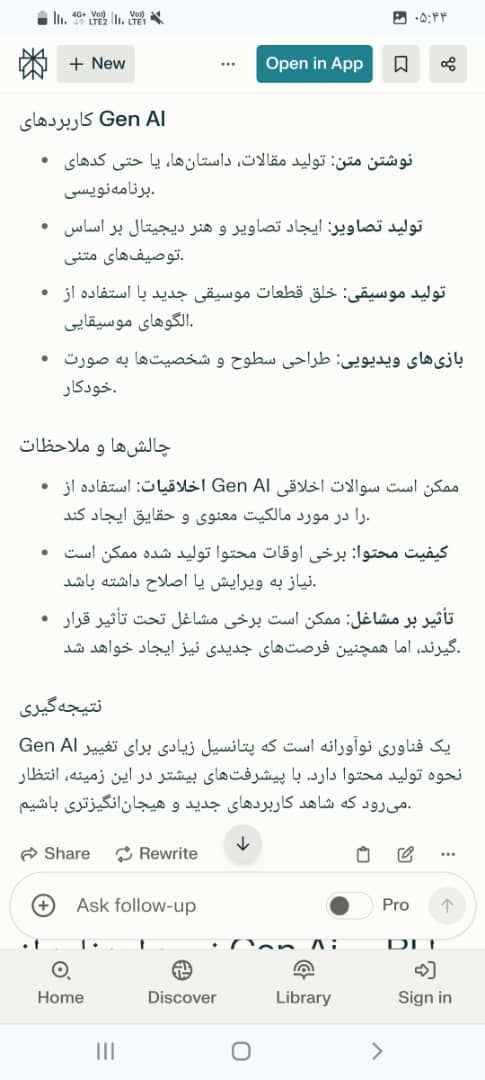 4G+ Vo)) LTE2 Vo)) LTE1 ۰۵:۴۴
+ New ... Open in App
کاربردهای Gen AI
• نوشتن متن: تولید مقالات، داستان‌ها، یا حتی کدهای
برنامه‌نویسی.
• تولید تصاویر: ایجاد تصاویر و هنر دیجیتال بر اساس
توصیف‌های متنی.
• تولید موسیقی: خلق قطعات موسیقی جدید با استفاده از
الگوهای موسیقایی.
• بازی‌های ویدیویی: طراحی سطوح و شخصیت‌ها به صورت
خودکار.
چالش‌ها و ملاحظات
• اخلاقیات: استفاده از Gen AI ممکن است سوالات اخلاقی
را در مورد مالکیت معنوی و حقایق ایجاد کند.
• کیفیت محتوا: برخی اوقات محتوا تولید شده ممکن است
نیاز به ویرایش یا اصلاح داشته باشد.
• تأثیر بر مشاغل: ممکن است برخی مشاغل تحت تأثیر قرار
گیرند، اما همچنین فرصت‌های جدیدی نیز ایجاد خواهد شد.
نتیجه‌گیری
Gen AI یک فناوری نوآورانه است که پتانسیل زیادی برای تغییر
نحوه تولید محتوا دارد. با پیشرفت‌های بیشتر در این زمینه، انتظار
می‌رود که شاهد کاربردهای جدید و هیجان‌انگیزتری باشیم.
Share Rewrite ...
Ask follow-up Pro
Home Discover Library Sign in